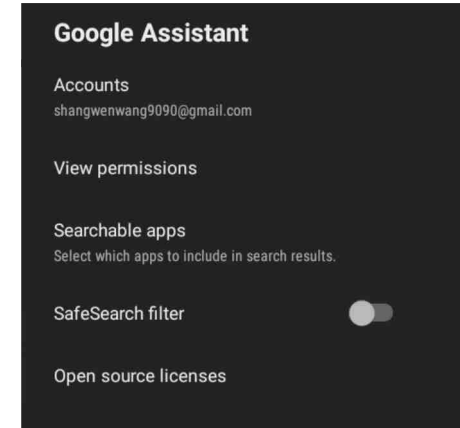 Google Assistant
Accounts
shangwenwang9090@gmail.com
View permissions
Searchable apps
Select which apps to include in search results.
SafeSearch filter
Open source licenses